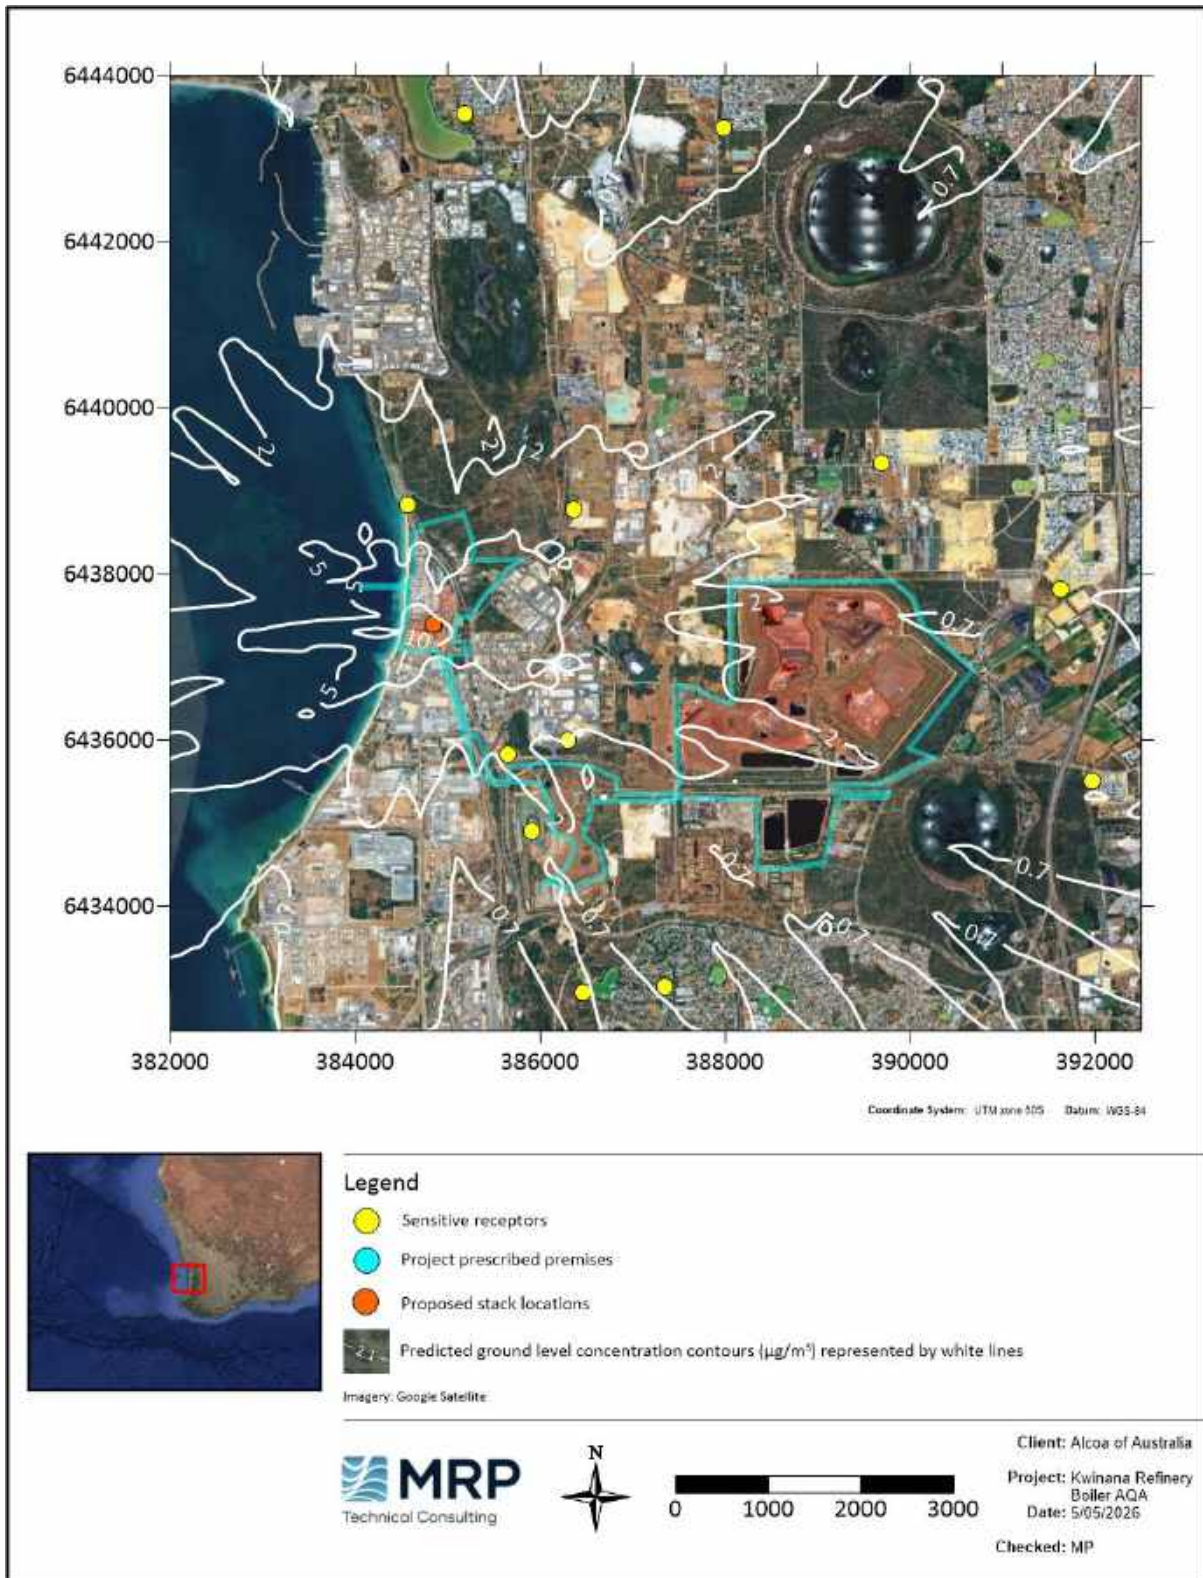 6444000
6442000
6440000
6438000
6436000
6434000
382000 384000 386000 388000 390000 392000
0.7
0.7
2
2
2
2
5
5
5
10
2
0.7
2
2
0.7
0.7
0.7
0.7
0.7
0.7
Coordinate System: UTM zone 50S Datum: WGS-84
Legend
Sensitive receptors
Project prescribed premises
Proposed stack locations
Predicted ground level concentration contours (µg/m³) represented by white lines
Imagery: Google Satellite
MRP
Technical Consulting
N
0 1000 2000 3000
Client: Alcoa of Australia
Project: Kwinana Refinery
Boiler AQA
Date: 5/05/2026
Checked: MP